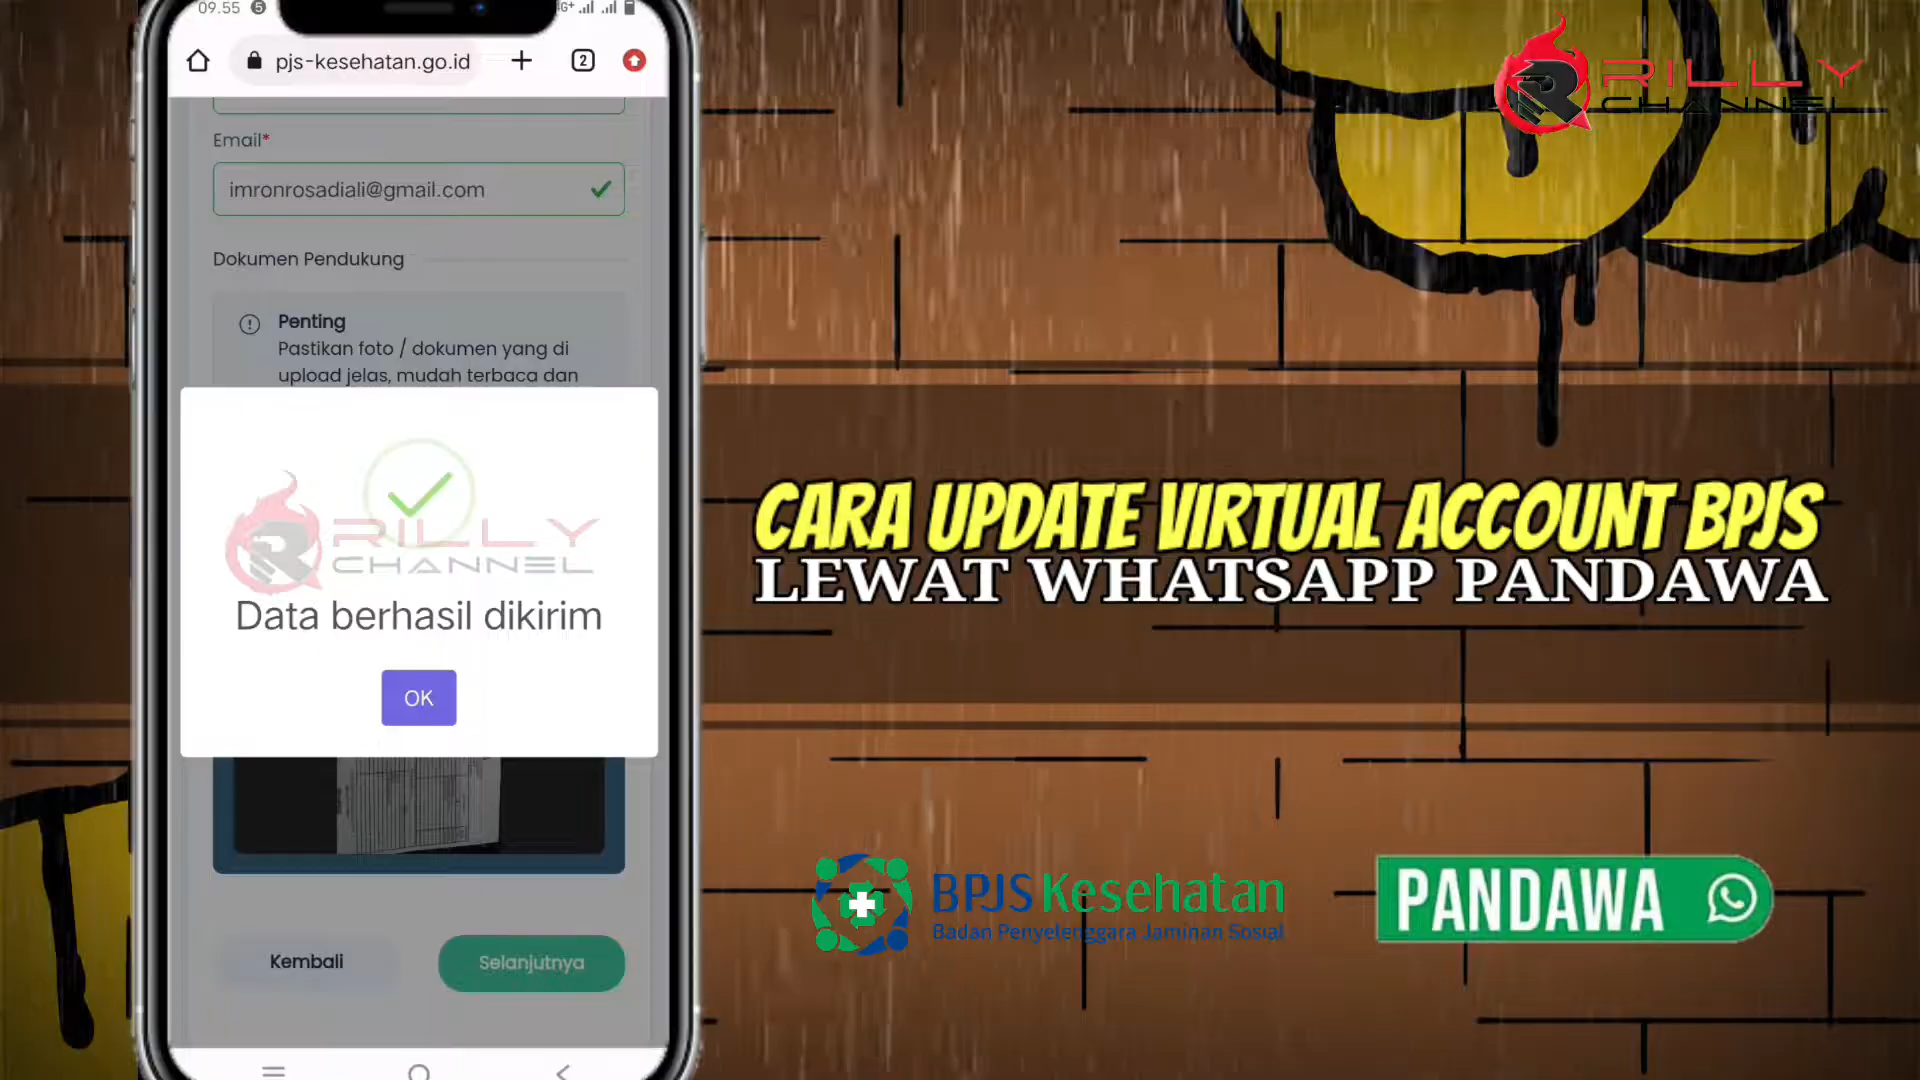 09.55 5
G+
pjs-kesehatan.go.id
2
Email*
imronrosadiali@gmail.com
Dokumen Pendukung
Penting
Pastikan foto / dokumen yang di
upload jelas, mudah terbaca dan
RILLY
CHANNEL
Data berhasil dikirim
OK
Kembali
Selanjutnya
RILLY
CHANNEL
CARA UPDATE VIRTUAL ACCOUNT BPJS
LEWAT WHATSAPP PANDAWA
BPJS Kesehatan
Badan Penyelenggara Jaminan Sosial
PANDAWA